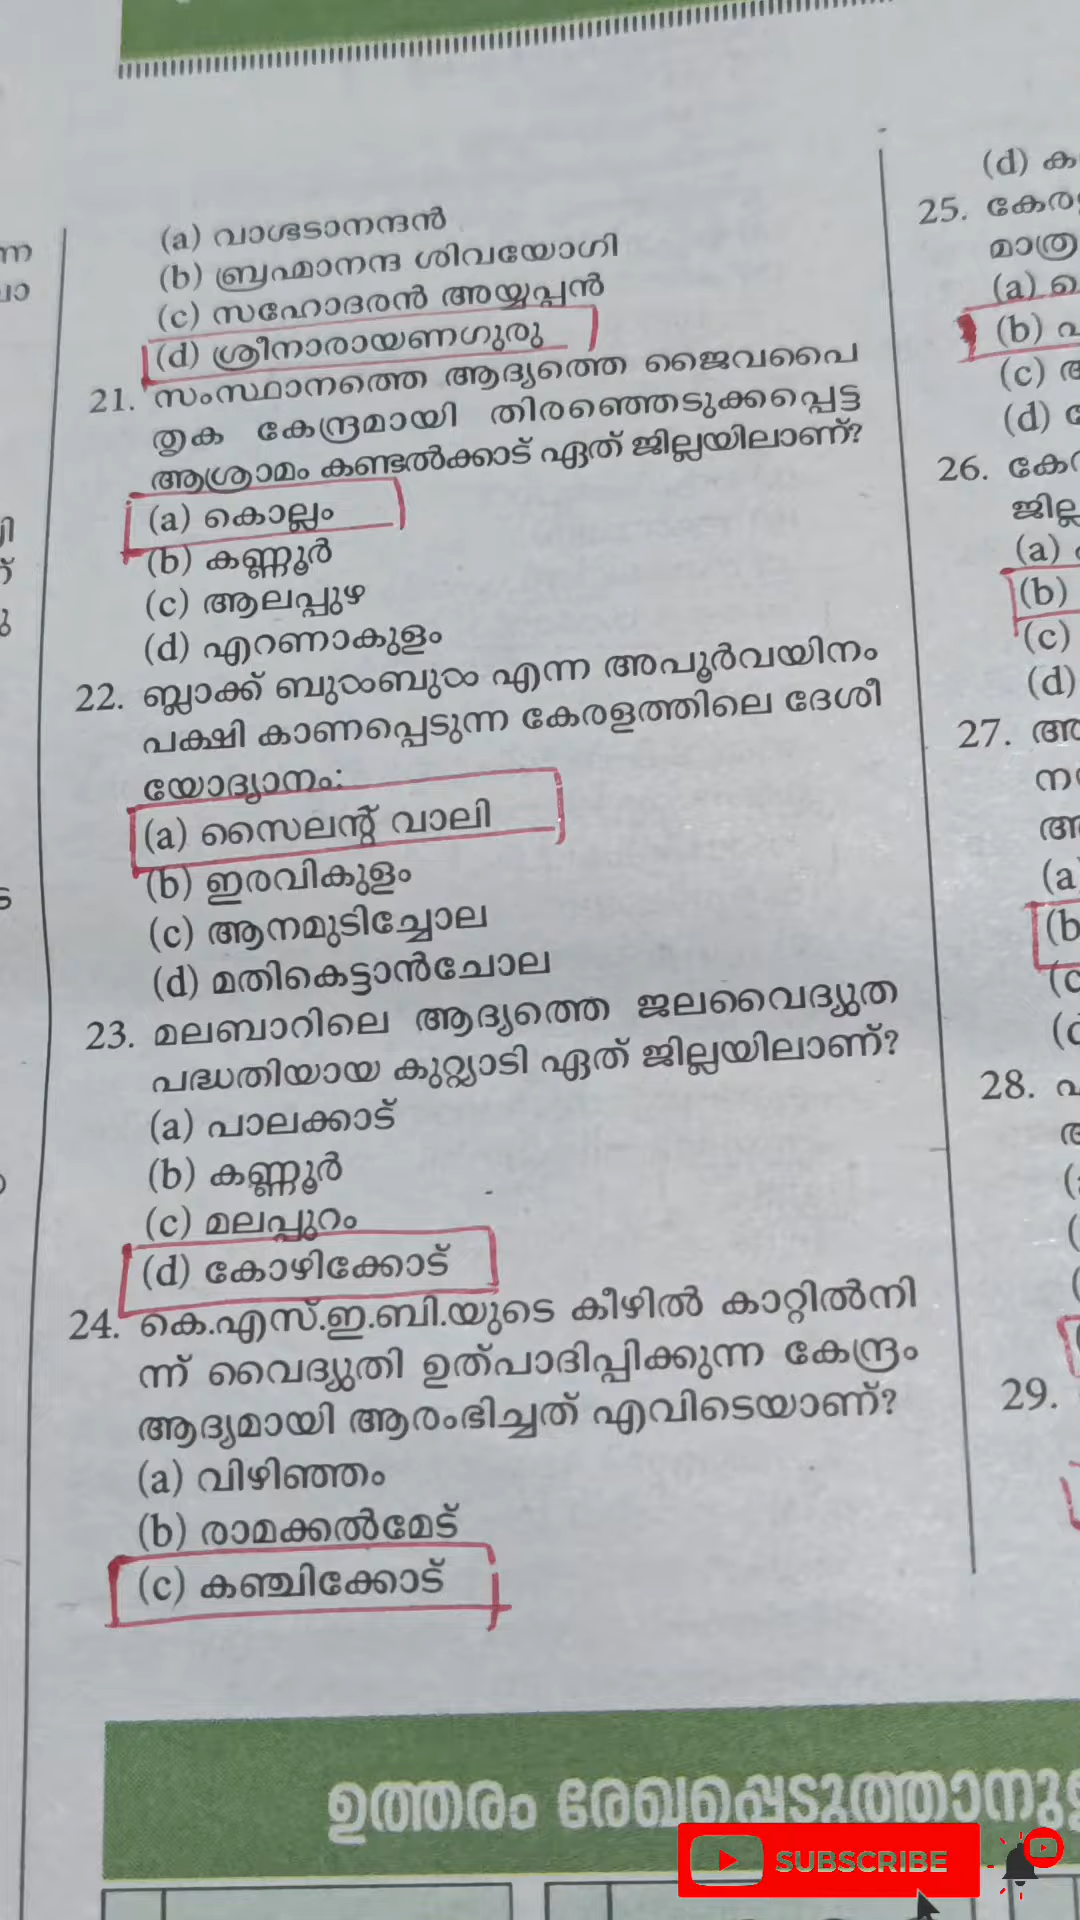 (a) വാഗ്ഭടാനന്ദൻ
(b) ബ്രഹ്മാനന്ദ ശിവയോഗി
(c) സഹോദരൻ അയ്യപ്പൻ
(d) ശ്രീനാരായണഗുരു
21. സംസ്ഥാനത്തെ ആദ്യത്തെ ജൈവപൈ
തൃക കേന്ദ്രമായി തിരഞ്ഞെടുക്കപ്പെട്ട
ആശ്രാമം കണ്ടൽക്കാട് ഏത് ജില്ലയിലാണ്?
(a) കൊല്ലം
(b) കണ്ണൂർ
(c) ആലപ്പുഴ
(d) എറണാകുളം
22. ബ്ലാക്ക് ബുൾബുൾ എന്ന അപൂർവയിനം
പക്ഷി കാണപ്പെടുന്ന കേരളത്തിലെ ദേശീ
യോദ്യാനം:
(a) സൈലന്റ് വാലി
(b) ഇരവികുളം
(c) ആനമുടിച്ചോല
(d) മതികെട്ടാൻചോല
23. മലബാറിലെ ആദ്യത്തെ ജലവൈദ്യുത
പദ്ധതിയായ കുറ്റ്യാടി ഏത് ജില്ലയിലാണ്?
(a) പാലക്കാട്
(b) കണ്ണൂർ
(c) മലപ്പുറം
(d) കോഴിക്കോട്
24. കെ.എസ്.ഇ.ബി.യുടെ കീഴിൽ കാറ്റിൽനി
ന്ന് വൈദ്യുതി ഉത്പാദിപ്പിക്കുന്ന കേന്ദ്രം
ആദ്യമായി ആരംഭിച്ചത് എവിടെയാണ്?
(a) വിഴിഞ്ഞം
(b) രാമക്കൽമേട്
(c) കഞ്ചിക്കോട്
(d)
25.
(a)
(b)
(c)
(d)
26.
ജില്ല
(a)
(b)
(c)
(d)
27.
(a)
(b
(c
28.
29.
ഉത്തരം
SUBSCRIBE